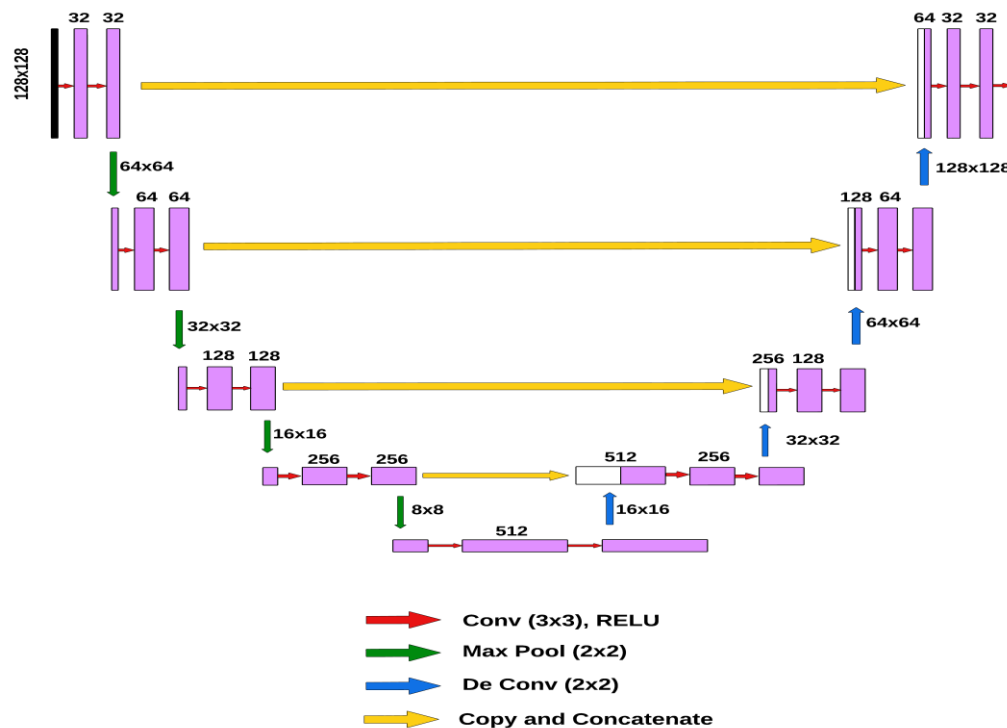 32 32
64 32 32
128x128
64x64
128x128
64 64
128 64
32x32
64x64
128 128
256 128
16x16
32x32
256 256
512 256
8x8
16x16
512
Conv (3x3), RELU
Max Pool (2x2)
De Conv (2x2)
Copy and Concatenate